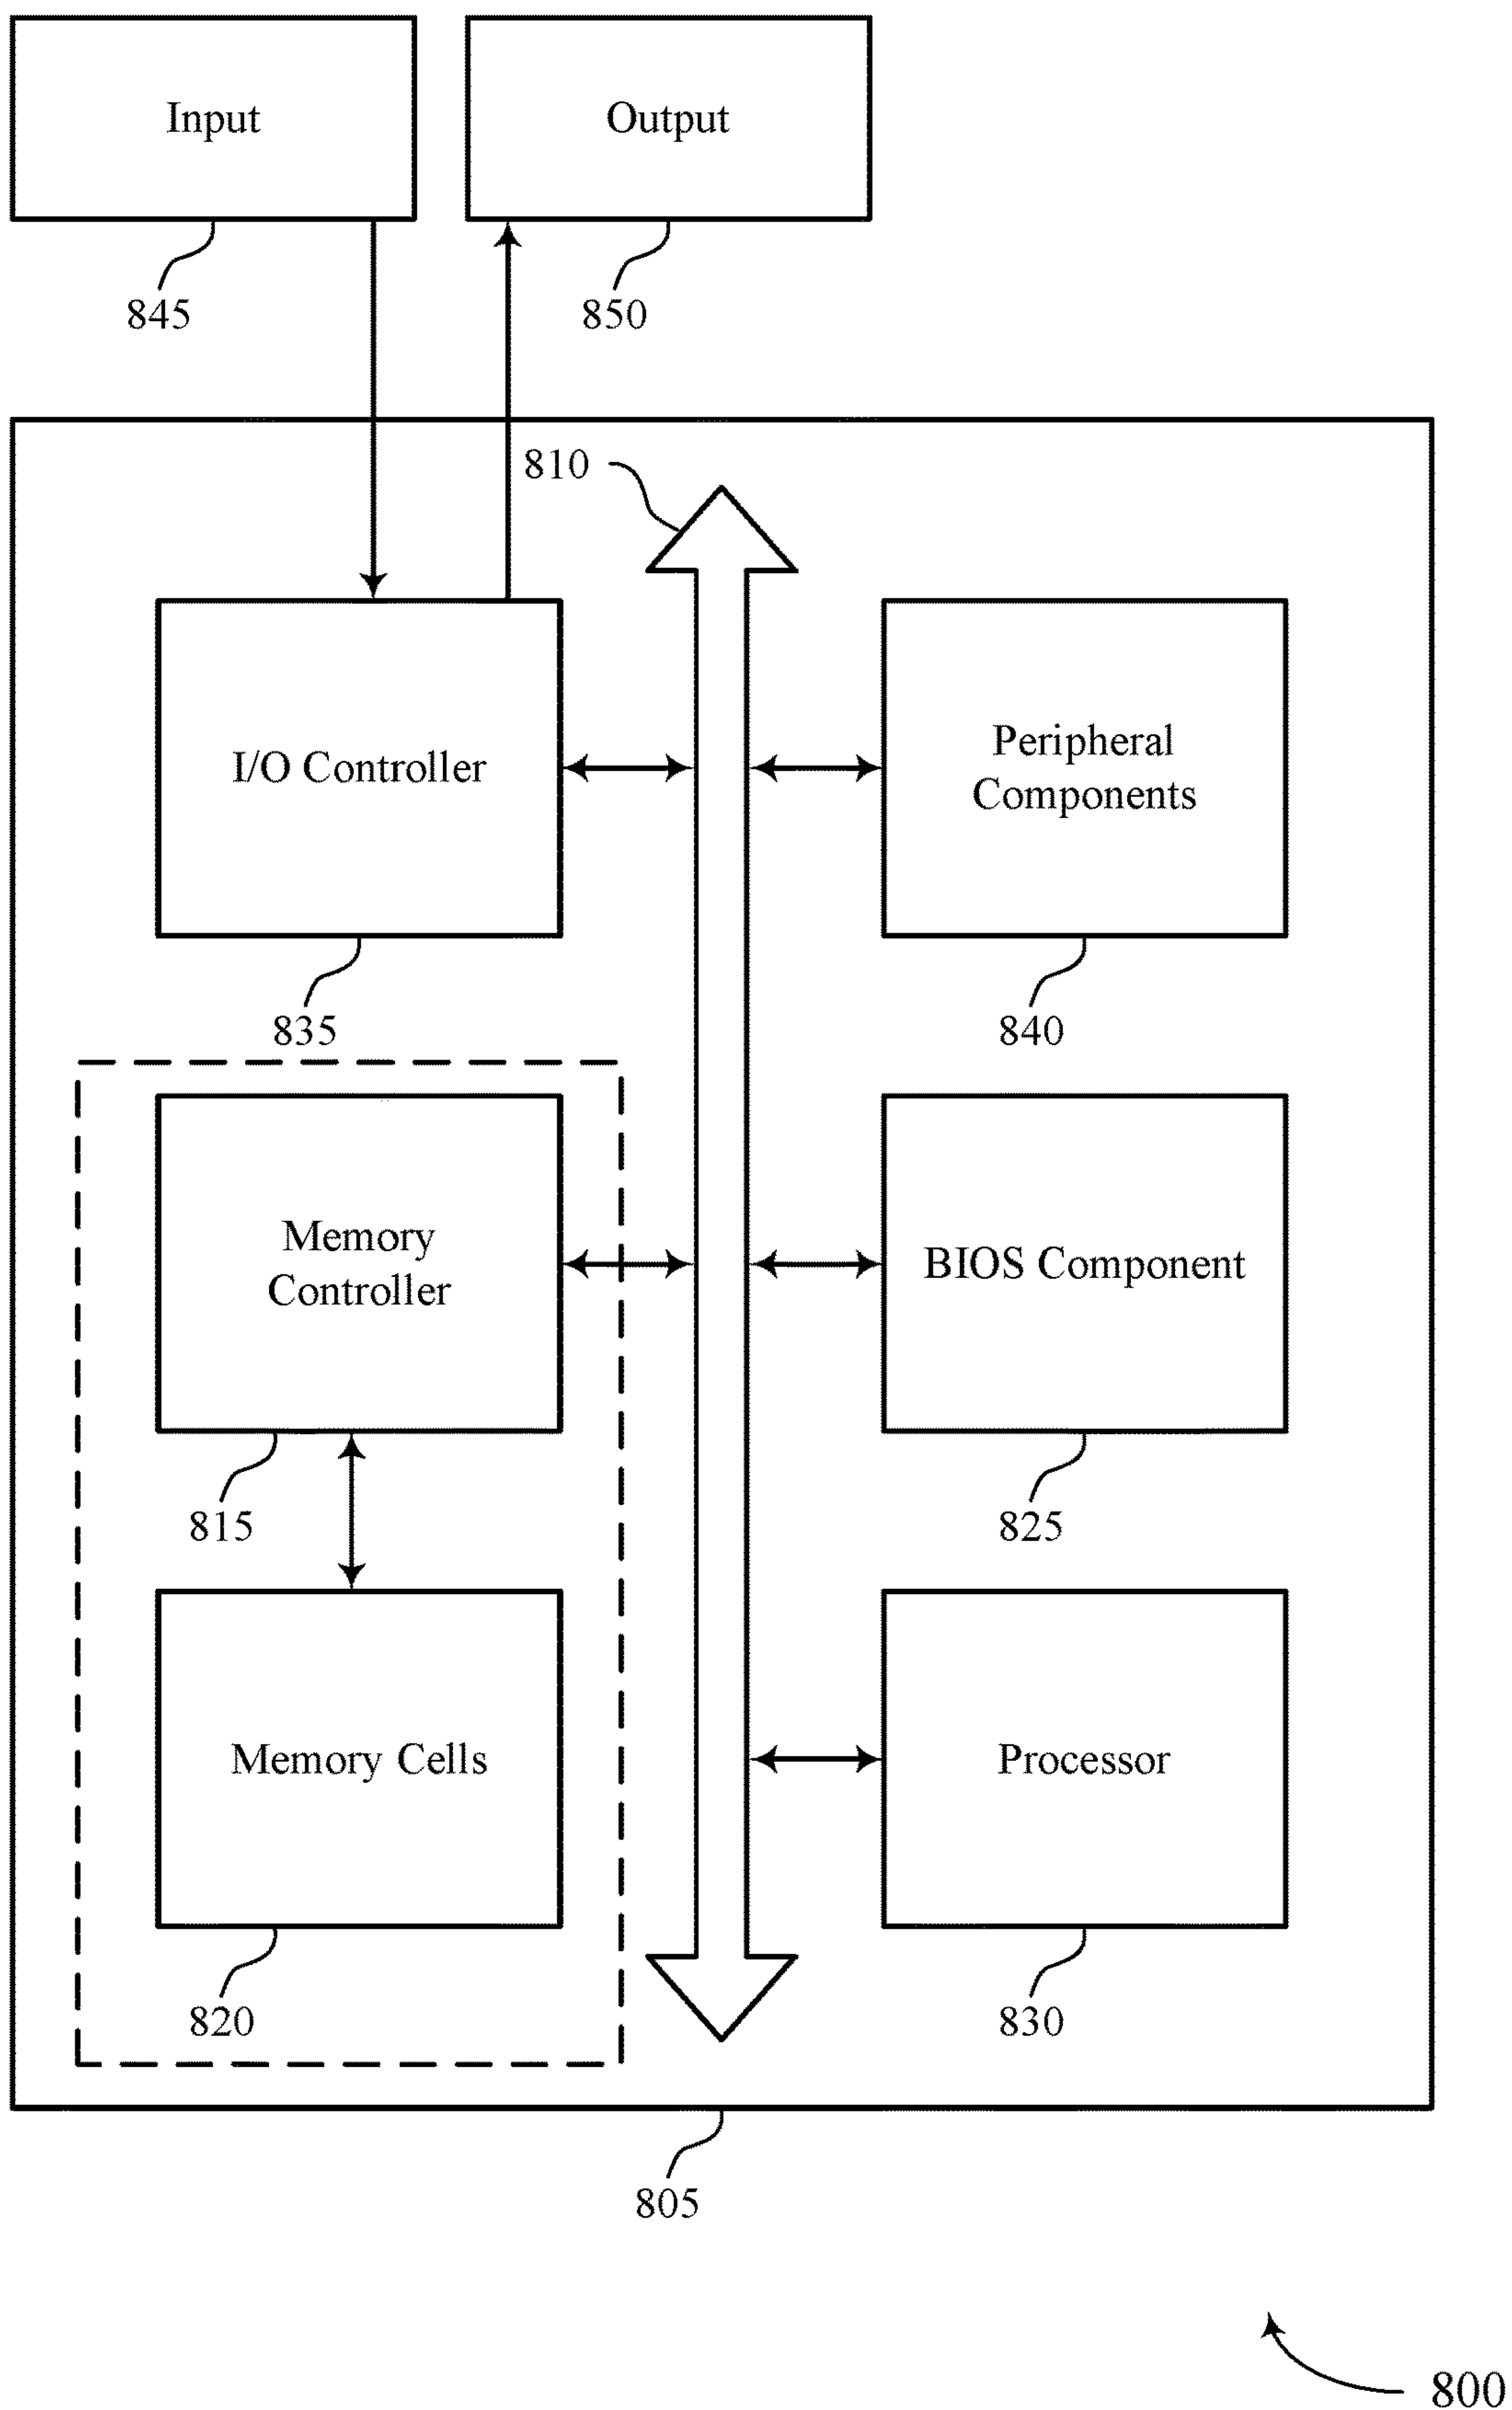 Input
Output
845
850
810
I/O Controller
Peripheral
Components
835
840
Memory
Controller
BIOS Component
815
825
Memory Cells
Processor
820
830
805
800